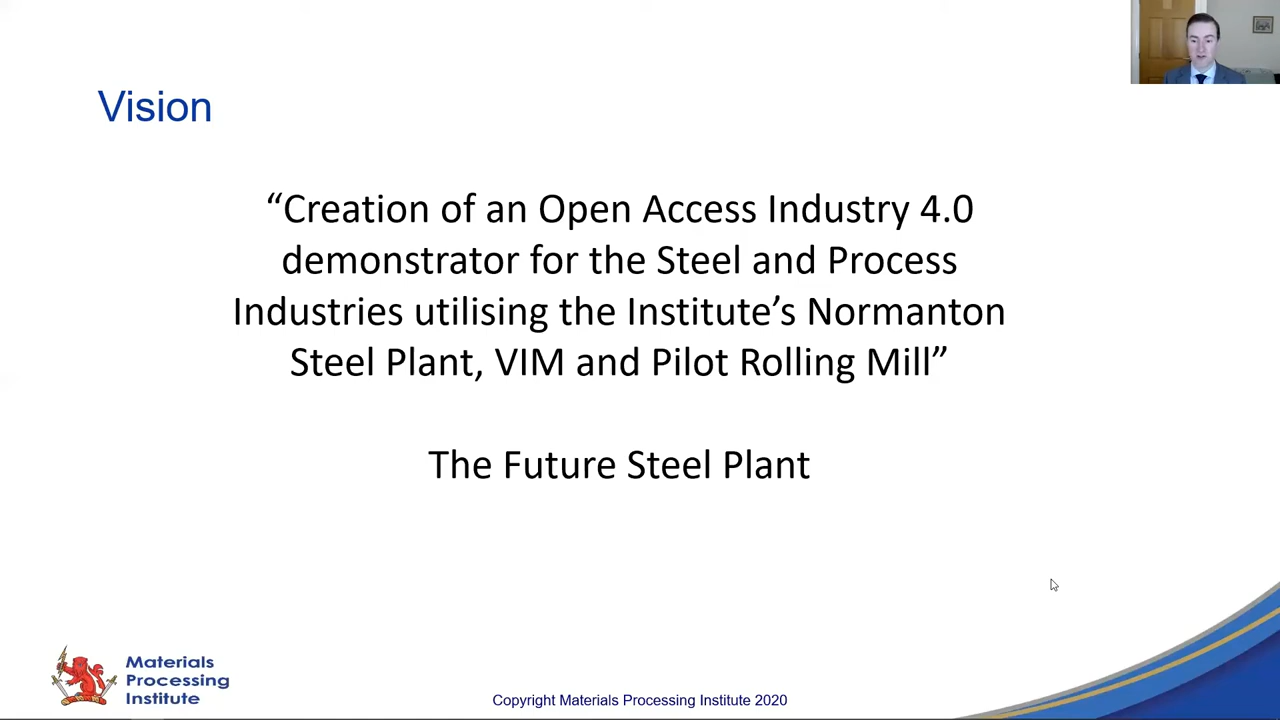 Vision
“Creation of an Open Access Industry 4.0
demonstrator for the Steel and Process
Industries utilising the Institute’s Normanton
Steel Plant, VIM and Pilot Rolling Mill”
The Future Steel Plant
Materials
Processing
Institute
Copyright Materials Processing Institute 2020